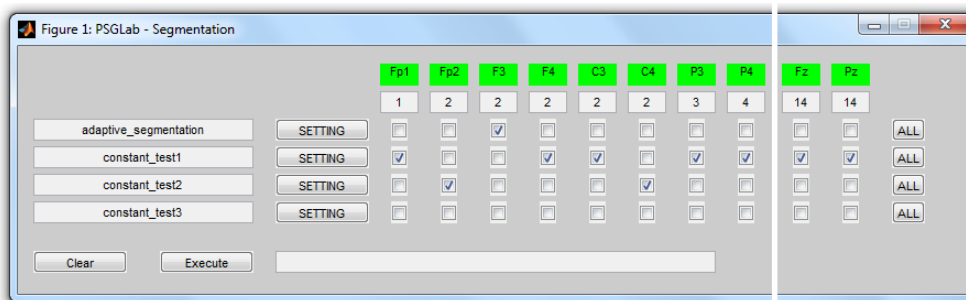 Figure 1: PSGLab - Segmentation
Fp1 Fp2 F3 F4 C3 C4 P3 P4 Fz Pz
1 2 2 2 2 2 3 4 14 14
adaptive_segmentation SETTING ALL
constant_test1 SETTING ALL
constant_test2 SETTING ALL
constant_test3 SETTING ALL
Clear Execute